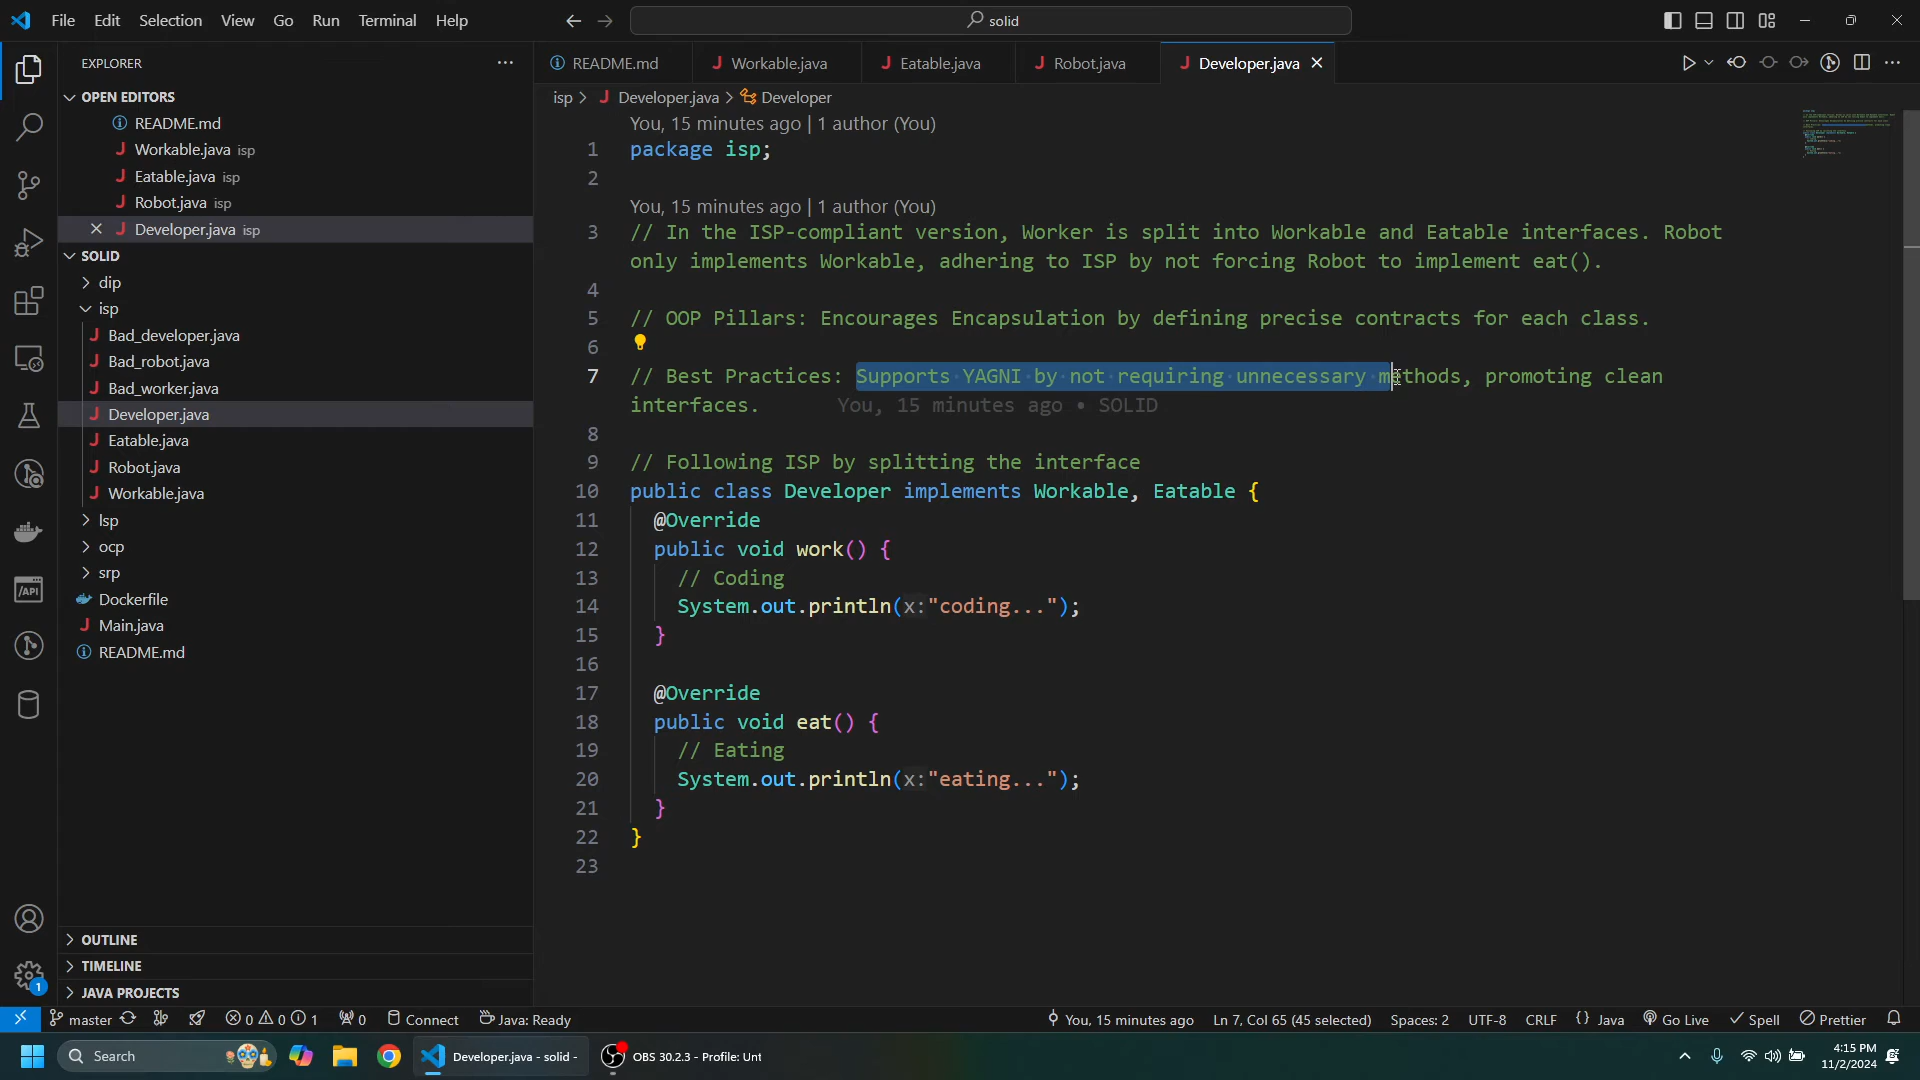 File Edit Selection View Go Run Terminal Help
solid
EXPLORER
README.md
Workable.java
Eatable.java
Robot.java
Developer.java
OPEN EDITORS
README.md
Workable.java isp
Eatable.java isp
Robot.java isp
Developer.java isp
SOLID
dip
isp
Bad_developer.java
Bad_robot.java
Bad_worker.java
Developer.java
Eatable.java
Robot.java
Workable.java
lsp
ocp
srp
Dockerfile
Main.java
README.md
OUTLINE
TIMELINE
JAVA PROJECTS
isp > Developer.java > Developer
You, 15 minutes ago | 1 author (You)
1 package isp;
2
You, 15 minutes ago | 1 author (You)
3 // In the ISP-compliant version, Worker is split into Workable and Eatable interfaces. Robot
only implements Workable, adhering to ISP by not forcing Robot to implement eat().
4
5 // OOP Pillars: Encourages Encapsulation by defining precise contracts for each class.
6
7 // Best Practices: Supports YAGNI by not requiring unnecessary methods, promoting clean
interfaces. You, 15 minutes ago • SOLID
8
9 // Following ISP by splitting the interface
10 public class Developer implements Workable, Eatable {
11 @Override
12 public void work() {
13 // Coding
14 System.out.println(x:"coding...");
15 }
16
17 @Override
18 public void eat() {
19 // Eating
20 System.out.println(x:"eating...");
21 }
22 }
23
1
master 0 0 1 0 Connect Java: Ready
You, 15 minutes ago Ln 7, Col 65 (45 selected) Spaces: 2 UTF-8 CRLF {} Java Go Live Spell Prettier
Search
Developer.java - solid -
OBS 30.2.3 - Profile: Unt
4:15 PM
11/2/2024